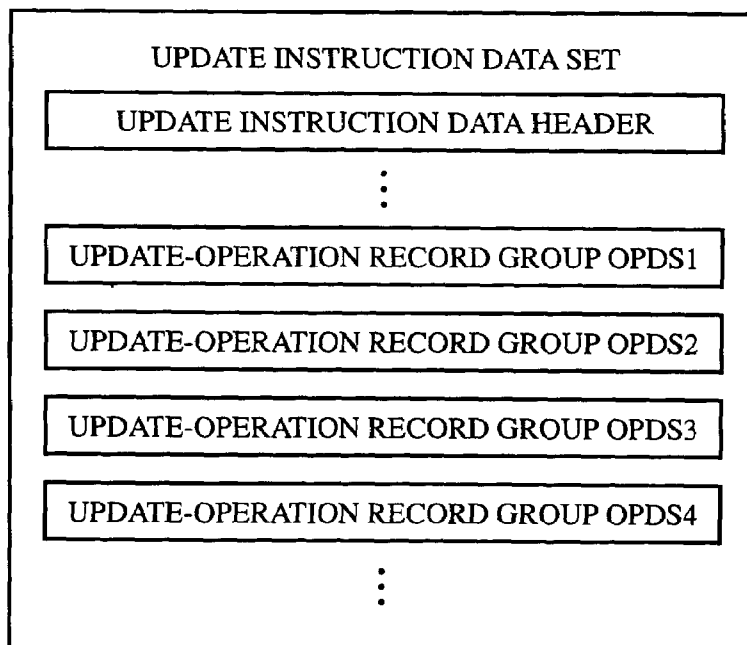 UPDATE INSTRUCTION DATA SET
UPDATE INSTRUCTION DATA HEADER
⋮
UPDATE-OPERATION RECORD GROUP OPDS1
UPDATE-OPERATION RECORD GROUP OPDS2
UPDATE-OPERATION RECORD GROUP OPDS3
UPDATE-OPERATION RECORD GROUP OPDS4
⋮